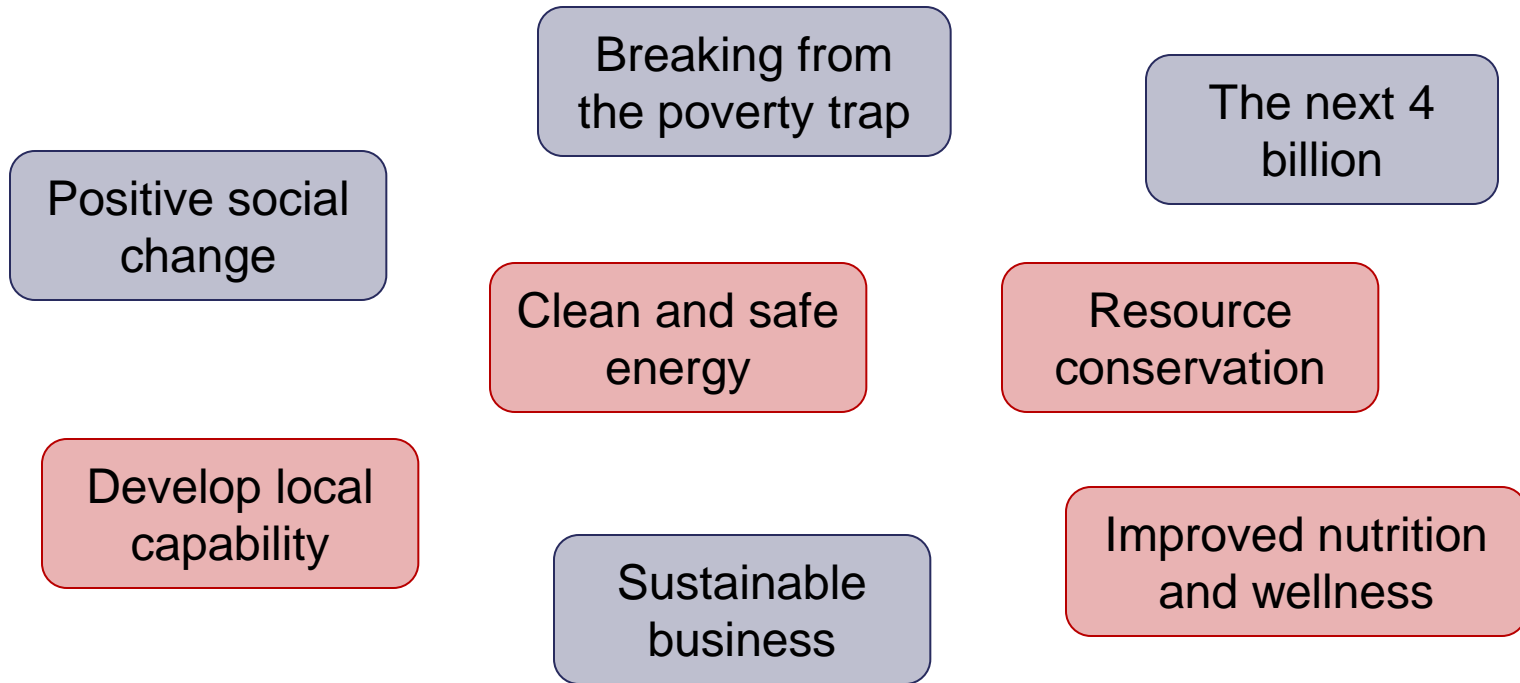 Breaking from
the poverty trap
The next 4
billion
Positive social
change
Clean and safe
energy
Resource
conservation
Develop local
capability
Improved nutrition
and wellness
Sustainable
business